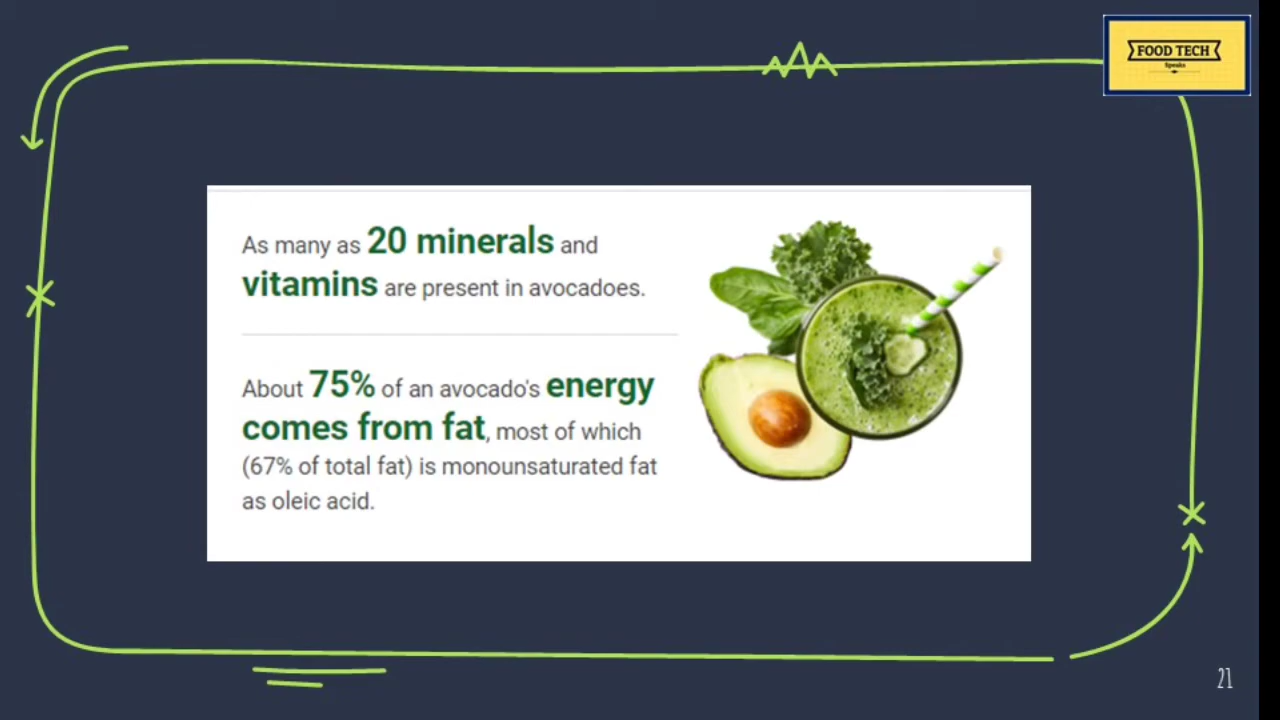 FOOD TECH
Speaks
As many as 20 minerals and
vitamins are present in avocadoes.
About 75% of an avocado's energy
comes from fat, most of which
(67% of total fat) is monounsaturated fat
as oleic acid.
21